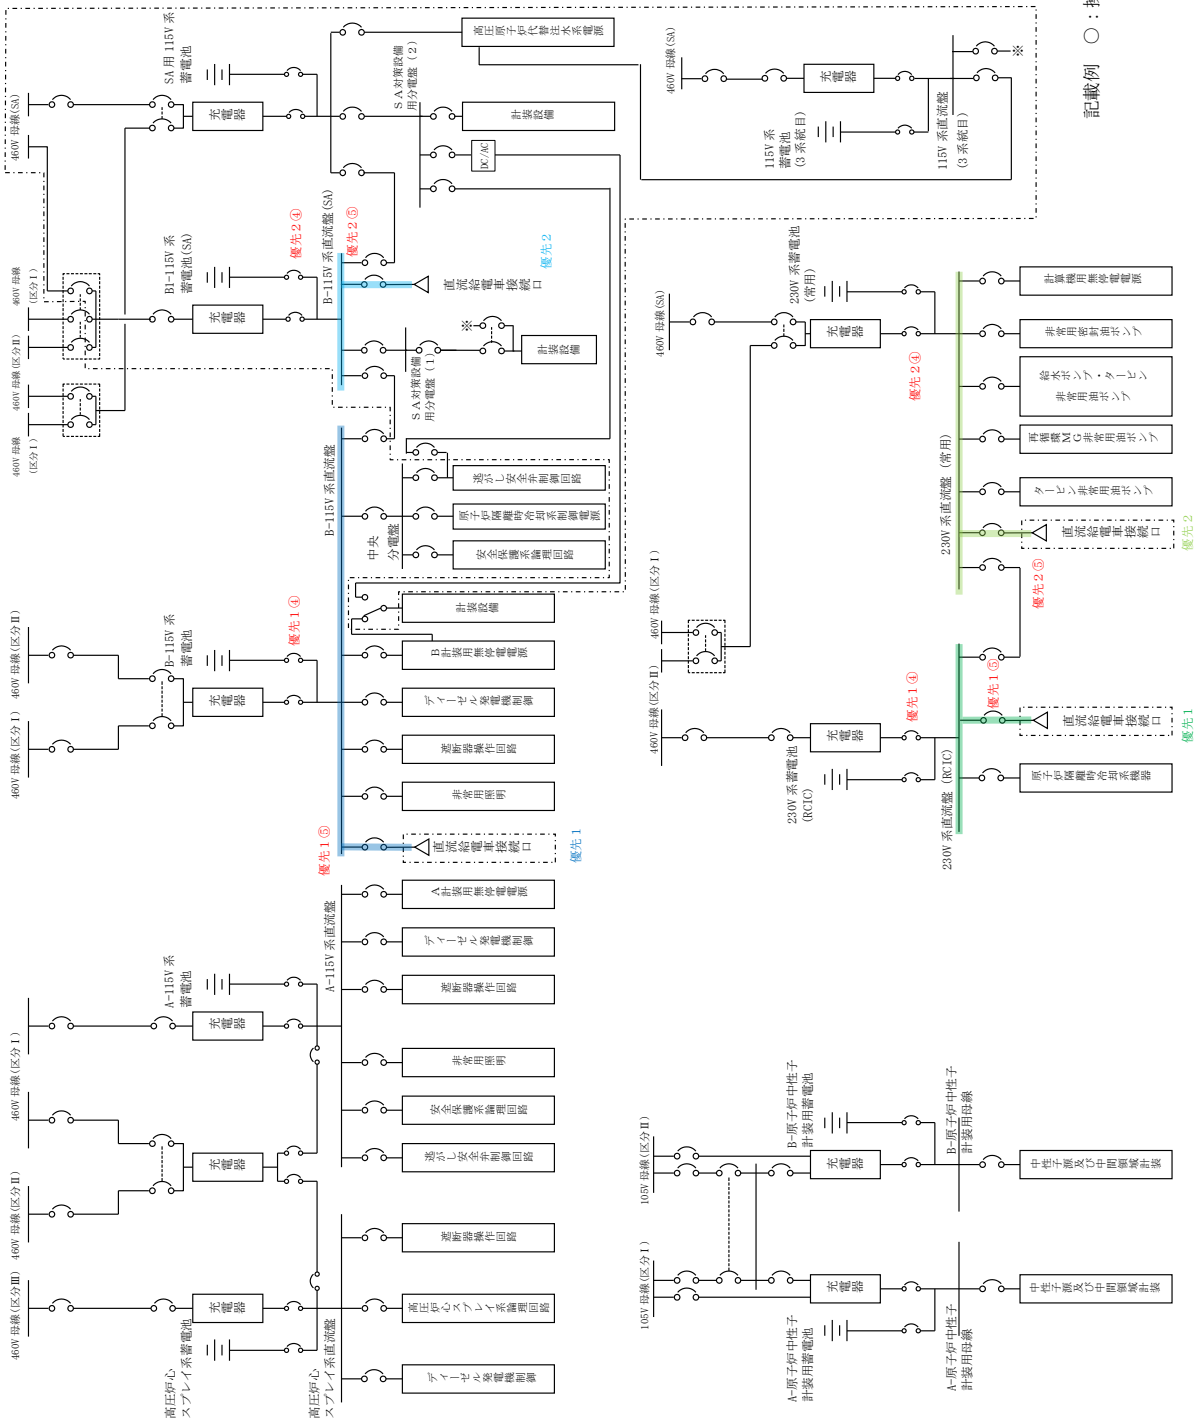 460V 母線(区分Ⅲ)
460V 母線(区分Ⅱ)
460V 母線(区分Ⅰ)
充電器
充電器
充電器
高圧炉心
スプレイ系蓄電池
A-115V 系
蓄電池
高圧炉心
スプレイ系直流盤
A-115V 系直流盤
ディーゼル発電機制御
高圧炉心スプレイ系論理回路
遮断器操作回路
逃がし安全弁制御回路
安全保護系論理回路
非常用照明
遮断器操作回路
ディーゼル発電機制御
A計装用無停電電源
460V 母線(区分Ⅰ)
460V 母線(区分Ⅱ)
充電器
B-115V 系
蓄電池
優先1④
優先1⑤
B-115V 系直流盤
直流給電車接続口
優先1
非常用照明
遮断器操作回路
ディーゼル発電機制御
B計装用無停電電源
計装設備
中央
分電盤
安全保護系論理回路
原子炉隔離時冷却系制御電源
逃がし安全弁制御回路
460V 母線
(区分Ⅰ)
460V 母線(区分Ⅱ)
460V 母線(区分Ⅱ)
460V 母線
(区分Ⅰ)
460V 母線(SA)
充電器
B1-115V 系
蓄電池(SA)
優先2④
優先2⑤
B-115V 系直流盤(SA)
直流給電車接続口
優先2
SA対策設備
用分電盤 (1)
※
計装設備
充電器
SA用 115V 系
蓄電池
SA対策設備
用分電盤 (2)
DC/AC
計装設備
高圧原子炉代替注水系電源
460V 母線(SA)
充電器
115V 系
蓄電池
(3 系統目)
115V 系直流盤
(3 系統目)
※
記載例 ○:操
105V 母線(区分Ⅰ)
105V 母線(区分Ⅱ)
充電器
充電器
A-原子炉中性子
計装用蓄電池
B-原子炉中性子
計装用蓄電池
A-原子炉中性子
計装用母線
B-原子炉中性子
計装用母線
中性子源及び中間領域計装
中性子源及び中間領域計装
460V 母線(区分Ⅱ)
460V 母線(区分Ⅰ)
460V 母線(SA)
充電器
230V 系蓄電池
(RCIC)
優先1④
優先1⑤
230V 系直流盤 (RCIC)
原子炉隔離時冷却系機器
直流給電車接続口
優先1
充電器
230V 系蓄電池
(常用)
優先2④
優先2⑤
230V 系直流盤 (常用)
直流給電車接続口
優先2
タービン非常用油ポンプ
再循環MG非常用油ポンプ
給水ポンプ・タービン
非常用油ポンプ
非常用密封油ポンプ
計算機用無停電電源